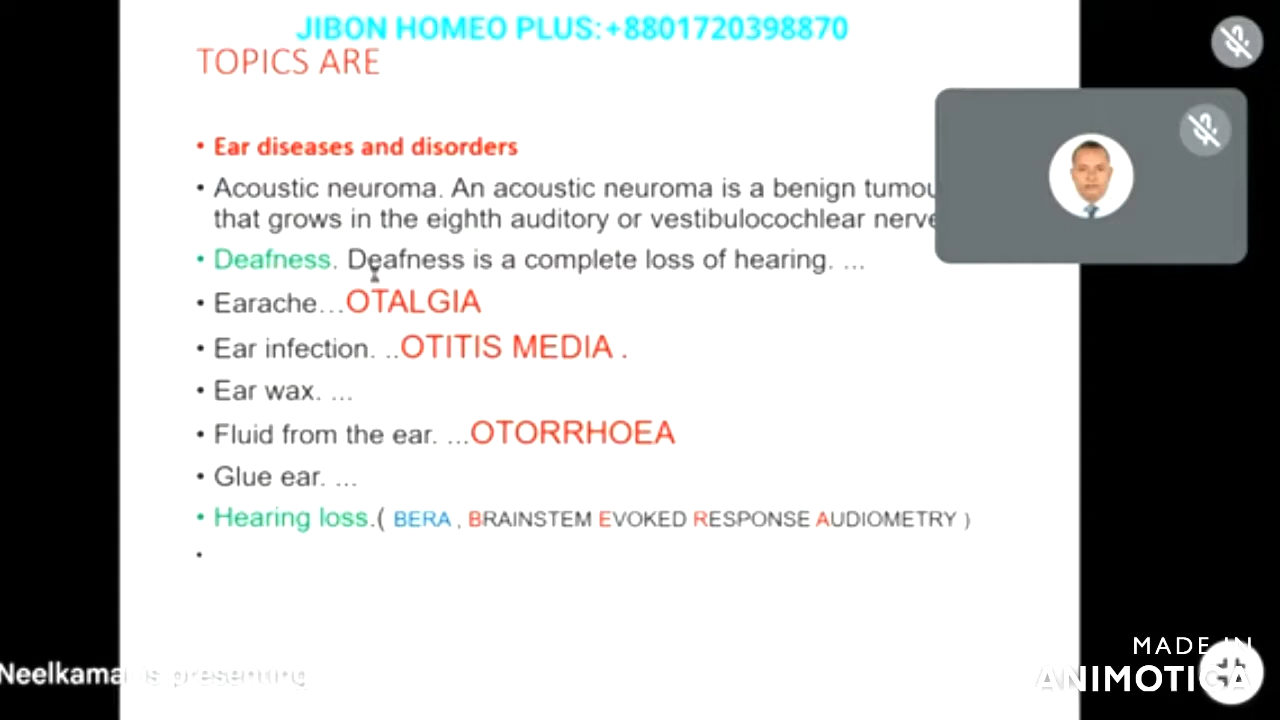 JIBON HOMEO PLUS:+8801720398870
TOPICS ARE
• Ear diseases and disorders
• Acoustic neuroma. An acoustic neuroma is a benign tumou
that grows in the eighth auditory or vestibulocochlear nerve
• Deafness. Deafness is a complete loss of hearing. ...
• Earache...OTALGIA
• Ear infection. ..OTITIS MEDIA .
• Ear wax. ...
• Fluid from the ear. ...OTORRHOEA
• Glue ear. ...
• Hearing loss.( BERA , BRAINSTEM EVOKED RESPONSE AUDIOMETRY )
•
Neelkamal is presenting
MADE IN
ANIMOTICA